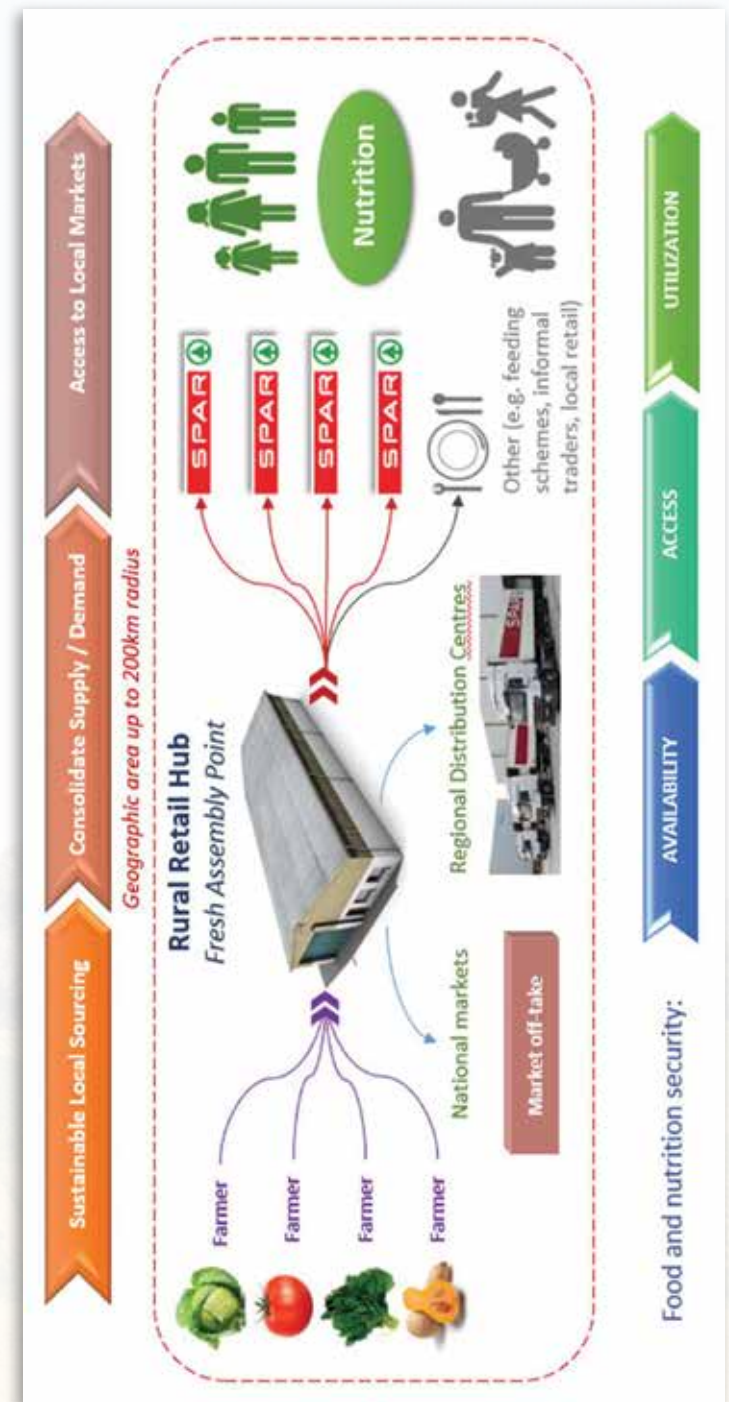 Sustainable Local Sourcing
Consolidate Supply / Demand
Access to Local Markets
Geographic area up to 200km radius
Rural Retail Hub
Fresh Assembly Point
Farmer
Farmer
Farmer
Farmer
National markets
Market off-take
Regional Distribution Centres
SPAR
SPAR
SPAR
SPAR
SPAR
Other (e.g. feeding
schemes, informal
traders, local retail)
Nutrition
Food and nutrition security:
AVAILABILITY
ACCESS
UTILIZATION